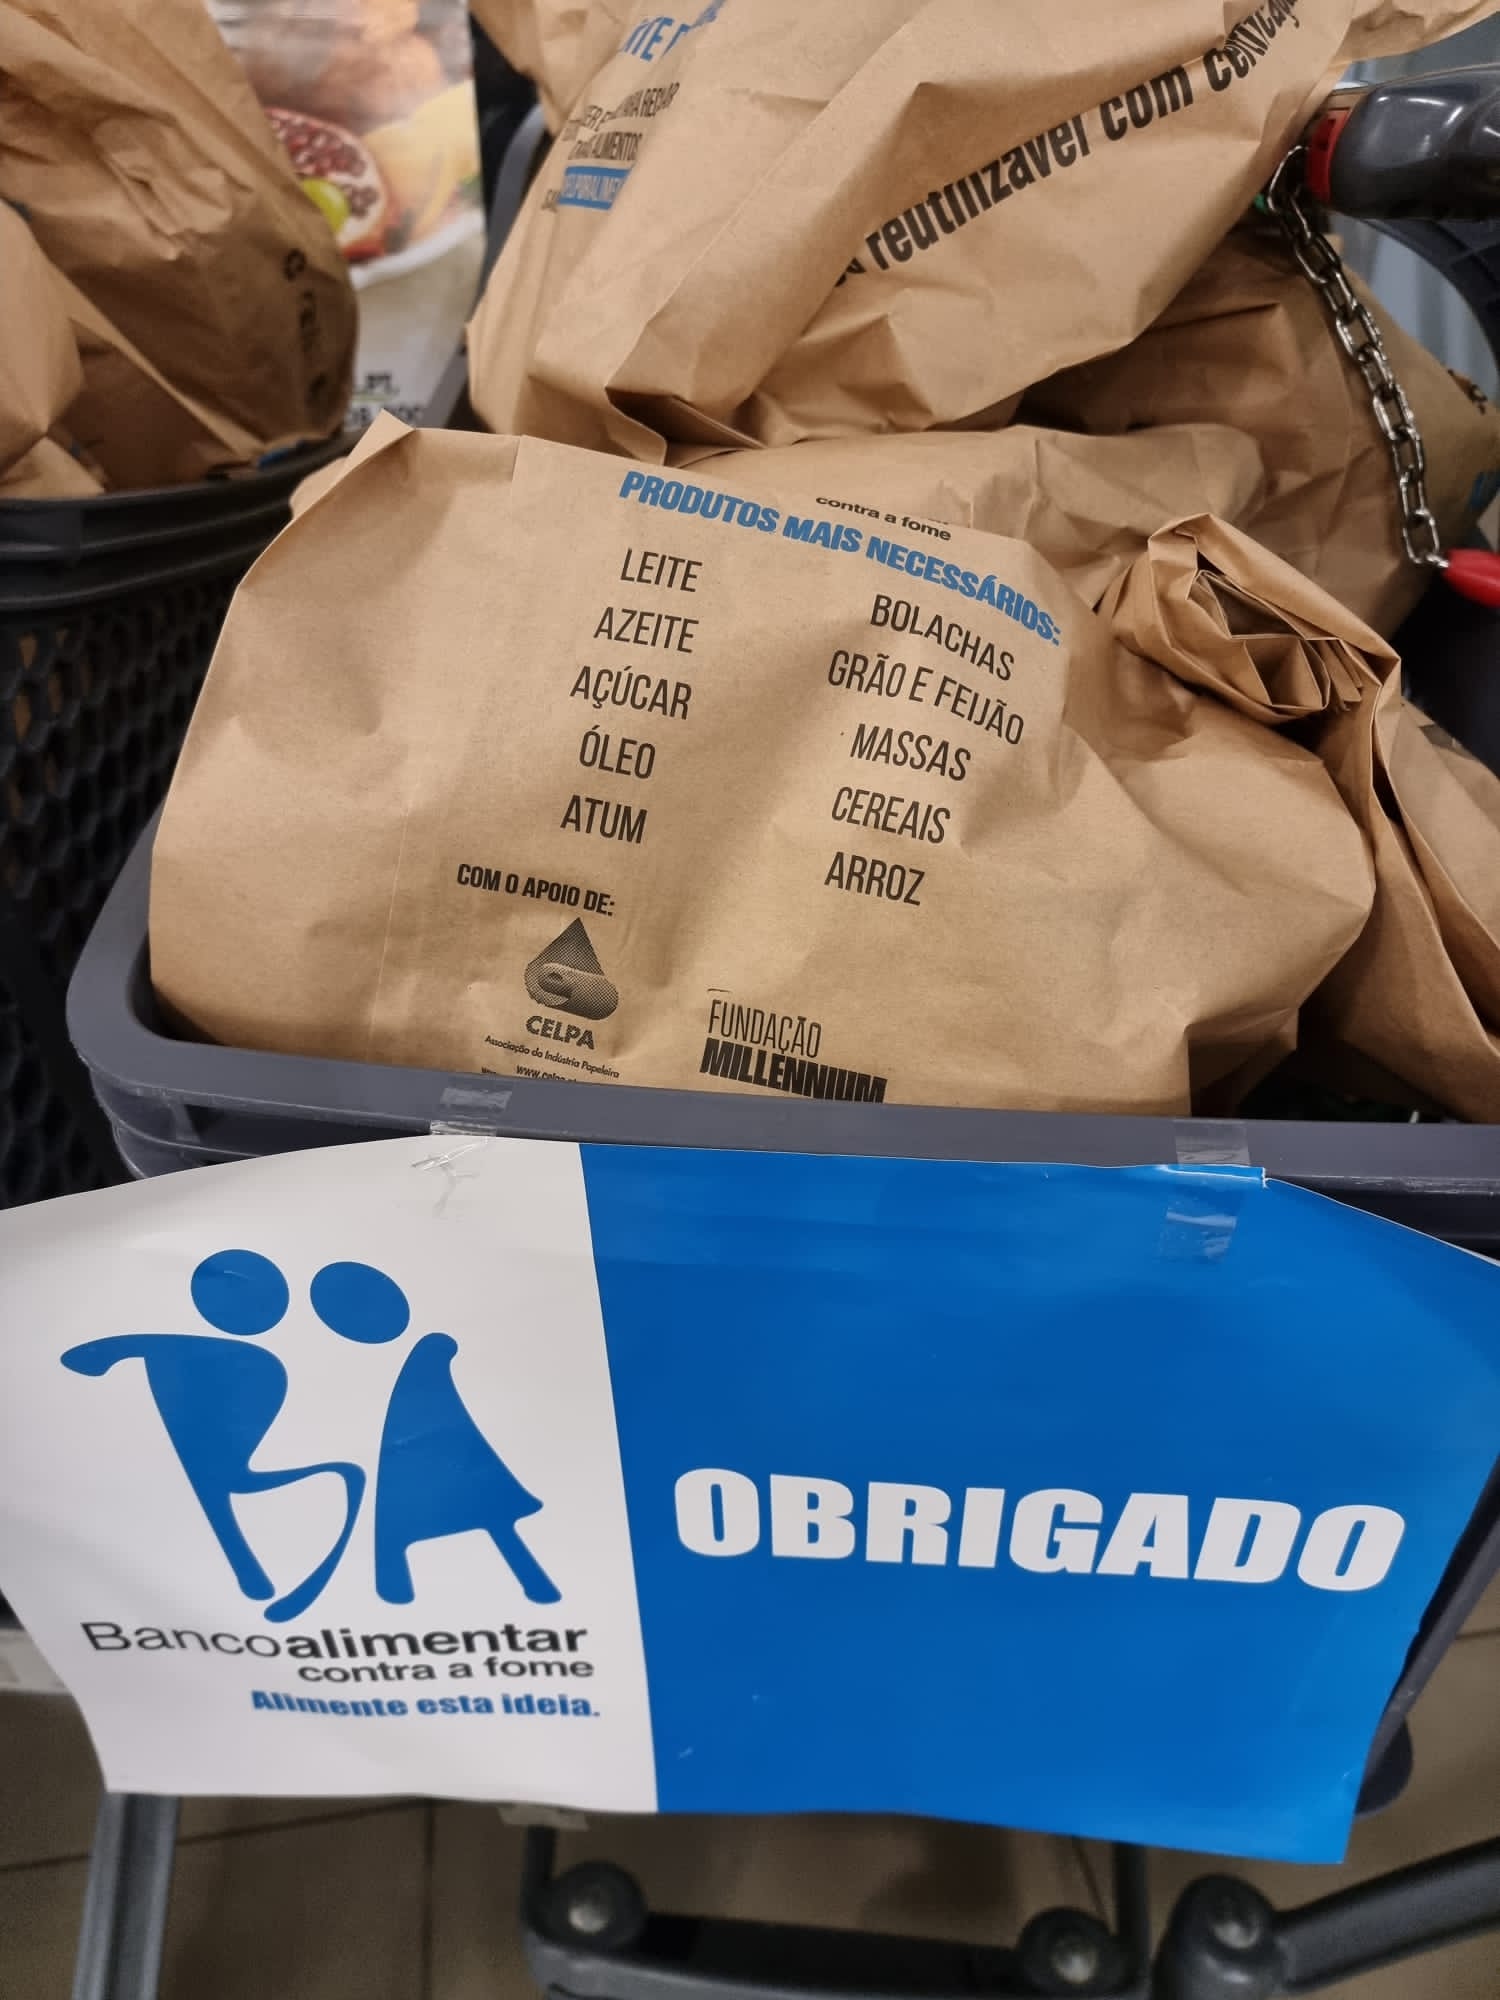 reutilizável com
contra a fome
PRODUTOS MAIS NECESSÁRIOS:
LEITE
AZEITE
AÇÚCAR
ÓLEO
ATUM
BOLACHAS
GRÃO E FEIJÃO
MASSAS
CEREAIS
ARROZ
COM O APOIO DE:
CELPA
Associação da Indústria Papeleira
FUNDAÇÃO
MILLENNIUM
Bancoalimentar
contra a fome
Alimente esta ideia.
OBRIGADO